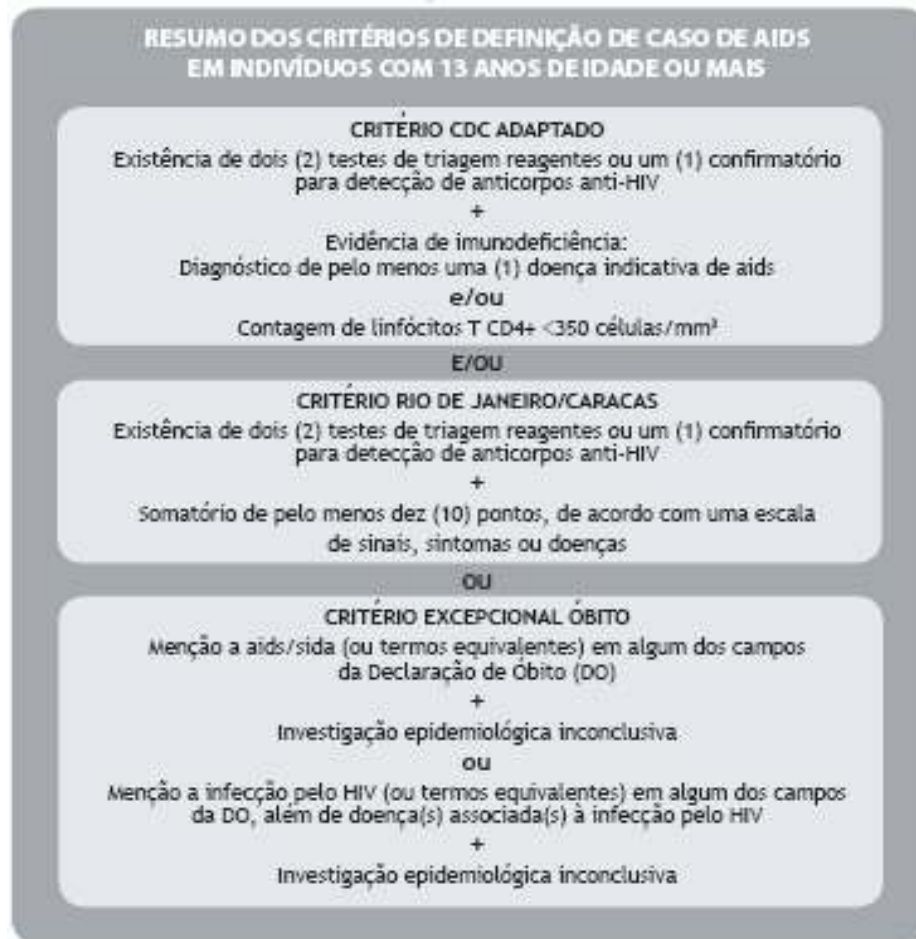 RESUMO DOS CRITÉRIOS DE DEFINIÇÃO DE CASO DE AIDS
EM INDIVÍDUOS COM 13 ANOS DE IDADE OU MAIS
CRITÉRIO CDC ADAPTADO
Existência de dois (2) testes de triagem reagentes ou um (1) confirmatório
para detecção de anticorpos anti-HIV
+
Evidência de imunodeficiência:
Diagnóstico de pelo menos uma (1) doença indicativa de aids
e/ou
Contagem de linfócitos T CD4+ <350 células/mm³
E/OU
CRITÉRIO RIO DE JANEIRO/CARACAS
Existência de dois (2) testes de triagem reagentes ou um (1) confirmatório
para detecção de anticorpos anti-HIV
+
Somatório de pelo menos dez (10) pontos, de acordo com uma escala
de sinais, sintomas ou doenças
OU
CRITÉRIO EXCEPCIONAL ÓBITO
Menção a aids/sida (ou termos equivalentes) em algum dos campos
da Declaração de Óbito (DO)
+
Investigação epidemiológica inconclusiva
ou
Menção a infecção pelo HIV (ou termos equivalentes) em algum dos campos
da DO, além de doença(s) associada(s) à infecção pelo HIV
+
Investigação epidemiológica inconclusiva